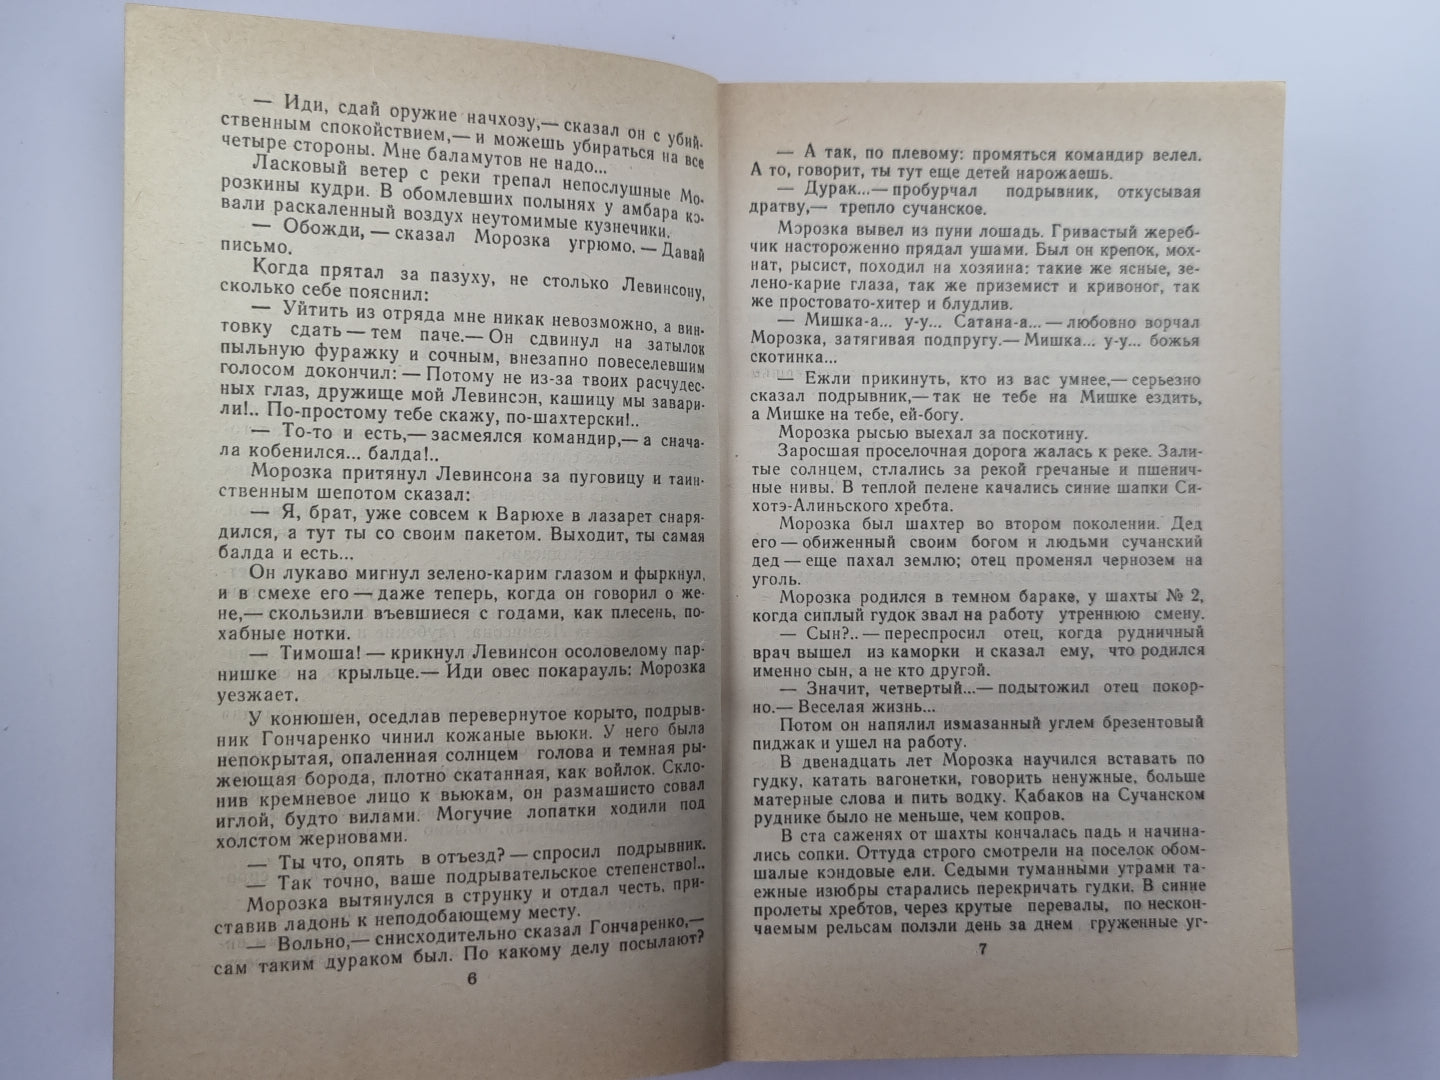 — Иди, сдай оружие начхозу,— сказал он с убий-
ственным спокойствием,— и можешь убираться на все
четыре стороны. Мне баламутов не надо...
Ласковый ветер с реки трепал непослушные Мо-
розкины кудри. В обомлевших полынях у амбара ко-
вали раскаленный воздух неутомимые кузнечики.
— Обожди, — сказал Морозка угрюмо. — Давай
письмо.
Когда прятал за пазуху, не столько Левинсону,
сколько себе пояснил:
— Уйтить из отряда мне никак невозможно, а вин-
товку сдать — тем паче.— Он сдвинул на затылок
пыльную фуражку и сочным, внезапно повеселевшим
голосом докончил: — Потому не из-за твоих расчудес-
ных глаз, дружище мой Левинсон, кашицу мы завари-
ли!.. По-простому тебе скажу, по-шахтерски!..
— То-то и есть,— засмеялся командир,— а снача-
ла кобенился... балда!..
Морозка притянул Левинсона за пуговицу и таин-
ственным шепотом сказал:
— Я, брат, уже совсем к Варюхе в лазарет снаря-
дился, а тут ты со своим пакетом. Выходит, ты самая
балда и есть...
Он лукаво мигнул зелено-карим глазом и фыркнул,
и в смехе его — даже теперь, когда он говорил о же-
не,— скользили въевшиеся с годами, как плесень, по-
хабные нотки.
— Тимоша! — крикнул Левинсон осоловелому пар-
нишке на крыльце.— Иди овес покарауль: Морозка
уезжает.
У конюшен, оседлав перевернутое корыто, подрыв-
ник Гончаренко чинил кожаные вьюки. У него была
непокрытая, опаленная солнцем голова и темная ры-
жеющая борода, плотно скатанная, как войлок. Скло-
нив кремневое лицо к вьюкам, он размашисто совал
иглой, будто вилами. Могучие лопатки ходили под
холстом жерновами.
— Ты что, опять в отъезд? — спросил подрывник.
— Так точно, ваше подрывательское степенство!..
Морозка вытянулся в струнку и отдал честь, при-
ставив ладонь к неподобающему месту.
— Вольно,— снисходительно сказал Гончаренко,—
сам таким дураком был. По какому делу посылают?
6
— А так, по плевому: промяться командир велел.
А то, говорит, ты тут еще детей нарожаешь.
— Дурак...— пробурчал подрывник, откусывая
дратву,— трепло сучанское.
Морозка вывел из пуни лошадь. Гривастый жереб-
чик настороженно прядал ушами. Был он крепок, мох-
нат, рысист, походил на хозяина: такие же ясные, зе-
лено-карие глаза, так же приземист и кривоног, так
же простовато-хитер и блудлив.
— Мишка-а... у-у... Сатана-а... — любовно ворчал
Морозка, затягивая подпругу.— Мишка... у-у... божья
скотинка...
— Ежли прикинуть, кто из вас умнее,— серьезно
сказал подрывник,— так не тебе на Мишке ездить,
а Мишке на тебе, ей-богу.
Морозка рысью выехал за поскотину.
Заросшая проселочная дорога жалась к реке. Зали-
тые солнцем, стлались за рекой гречаные и пшенич-
ные нивы. В теплой пелене качались синие шапки Си-
хотэ-Алиньского хребта.
Морозка был шахтер во втором поколении. Дед
его — обиженный своим богом и людьми сучанский
дед — еще пахал землю; отец променял чернозем на
уголь.
Морозка родился в темном бараке, у шахты № 2,
когда сиплый гудок звал на работу утреннюю смену.
— Сын?.. — переспросил отец, когда рудничный
врач вышел из каморки и сказал ему, что родился
именно сын, а не кто другой.
— Значит, четвертый...— подытожил отец покор-
но.— Веселая жизнь...
Потом он напялил измазанный углем брезентовый
пиджак и ушел на работу.
В двенадцать лет Морозка научился вставать по
гудку, катать вагонетки, говорить ненужные, больше
матерные слова и пить водку. Кабаков на Сучанском
руднике было не меньше, чем копров.
В ста саженях от шахты кончалась падь и начина-
лись сопки. Оттуда строго смотрели на поселок обом-
шалые кондовые ели. Седыми туманными утрами та-
ежные изюбры старались перекричать гудки. В синие
пролеты хребтов, через крутые перевалы, по нескон-
чаемым рельсам ползли день за днем груженные уг-
7